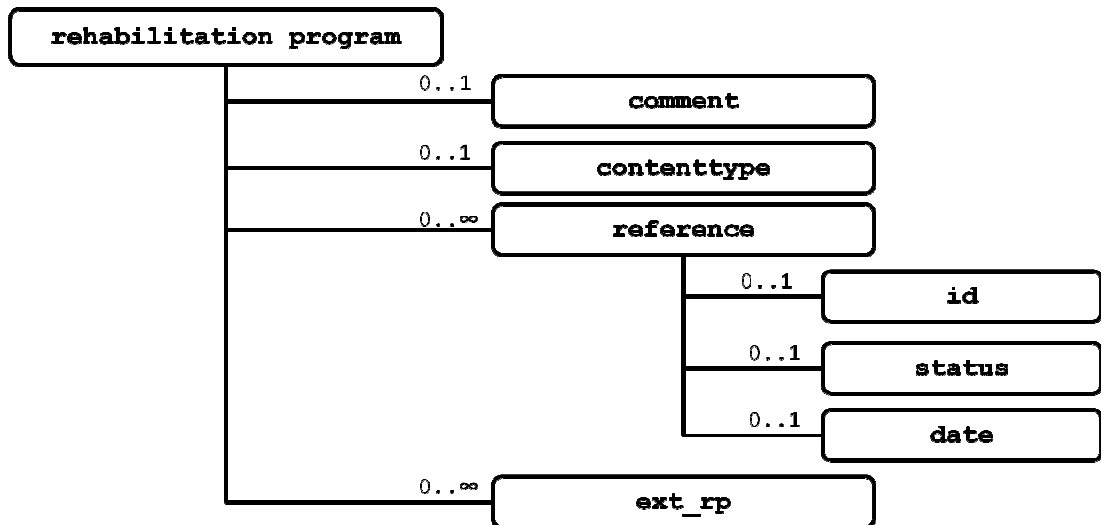 rehabilitation program
0..1
comment
0..1
contenttype
0..∞
reference
0..1
id
0..1
status
0..1
date
0..∞
ext_rp